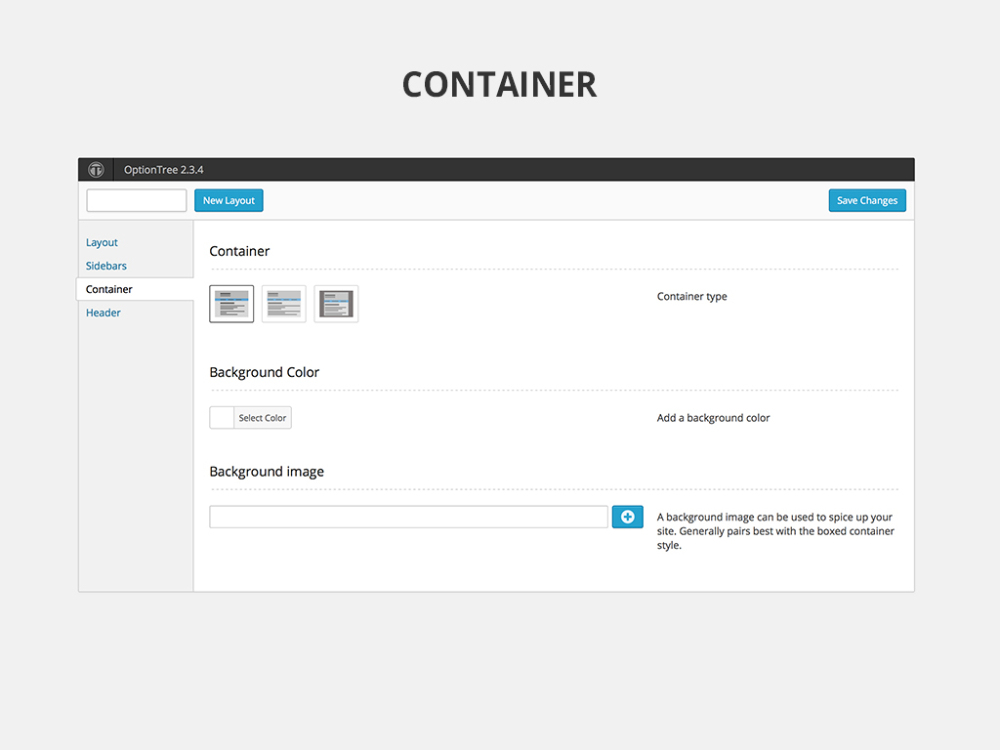 CONTAINER
OptionTree 2.3.4
New Layout
Save Changes
Layout
Sidebars
Container
Header
Container
Container type
Background Color
Select Color
Add a background color
Background image
A background image can be used to spice up your
site. Generally pairs best with the boxed container
style.